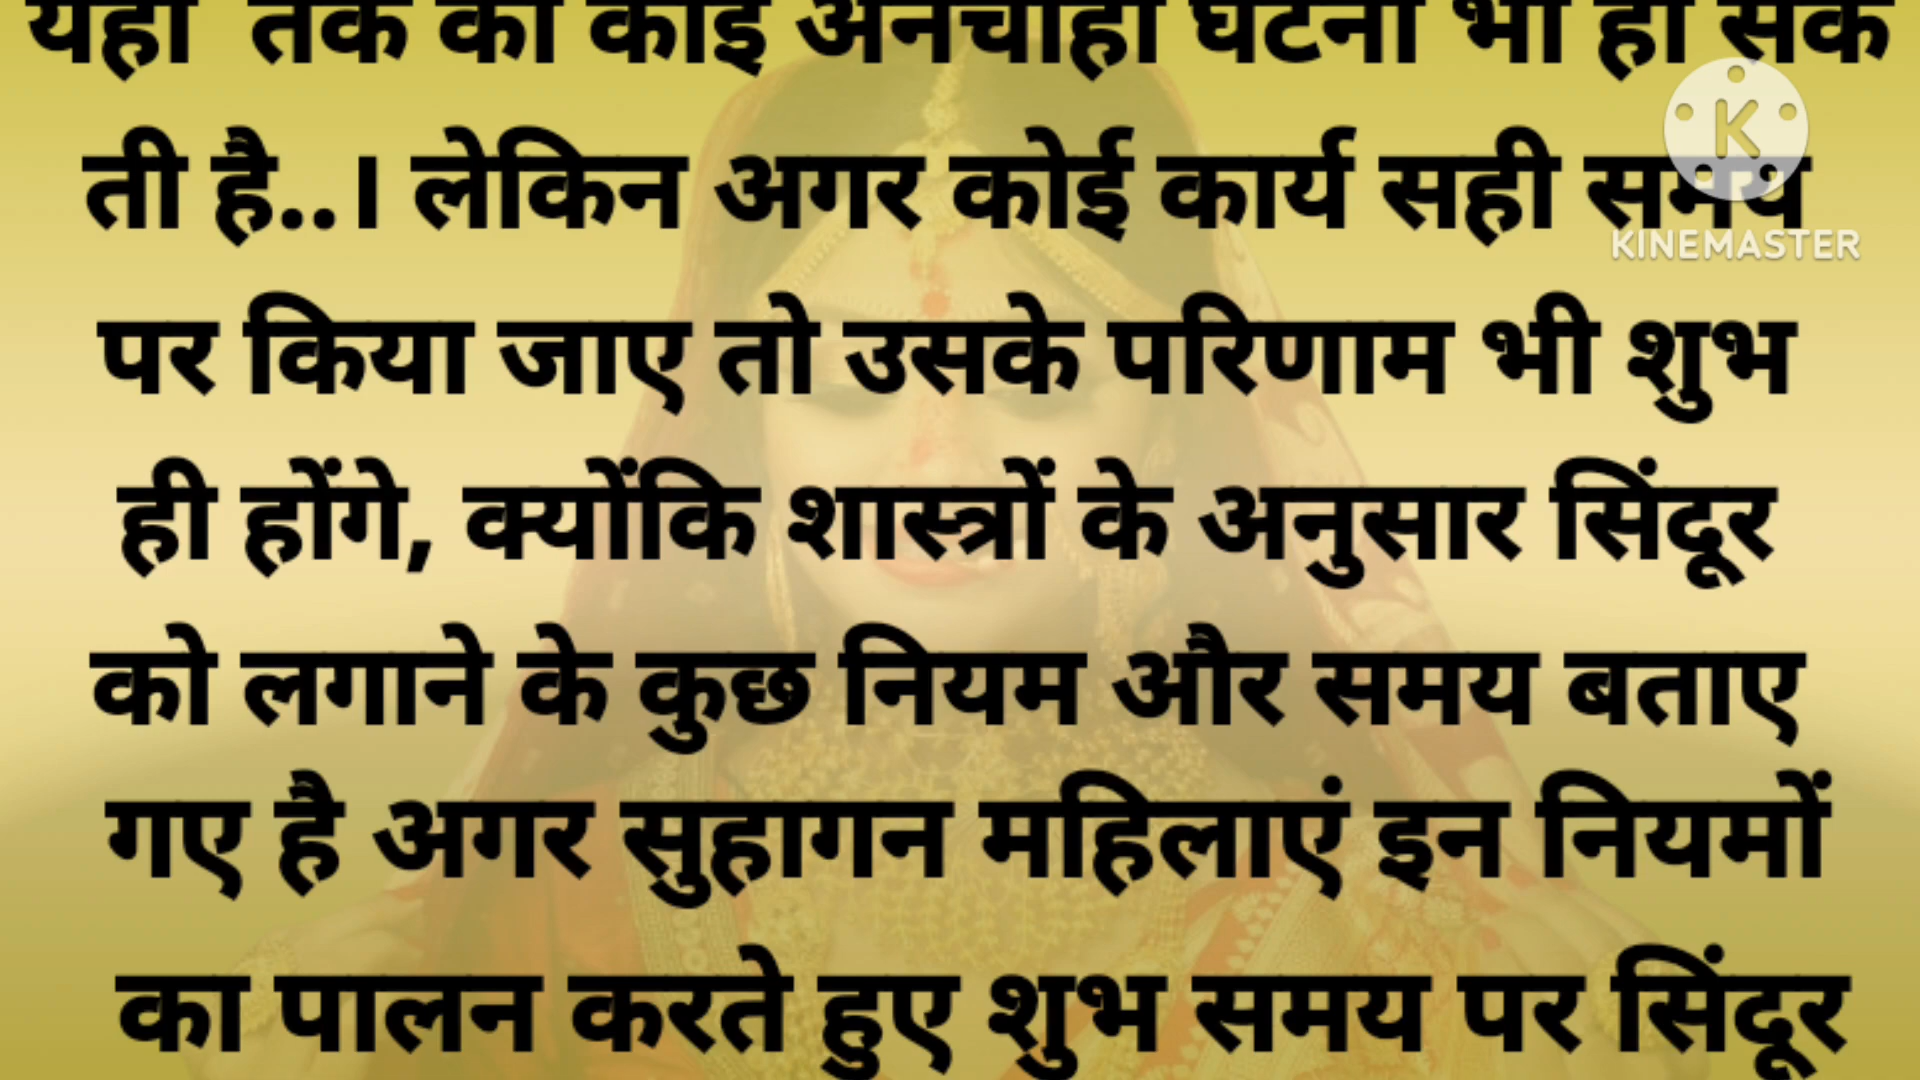 यहां तक की कोई अनचाही घटना भी हो सक
ती है..। लेकिन अगर कोई कार्य सही समय
पर किया जाए तो उसके परिणाम भी शुभ
ही होंगे, क्योंकि शास्त्रों के अनुसार सिंदूर
को लगाने के कुछ नियम और समय बताए
गए है अगर सुहागन महिलाएं इन नियमों
का पालन करते हुए शुभ समय पर सिंदूर
K
KINEMASTER